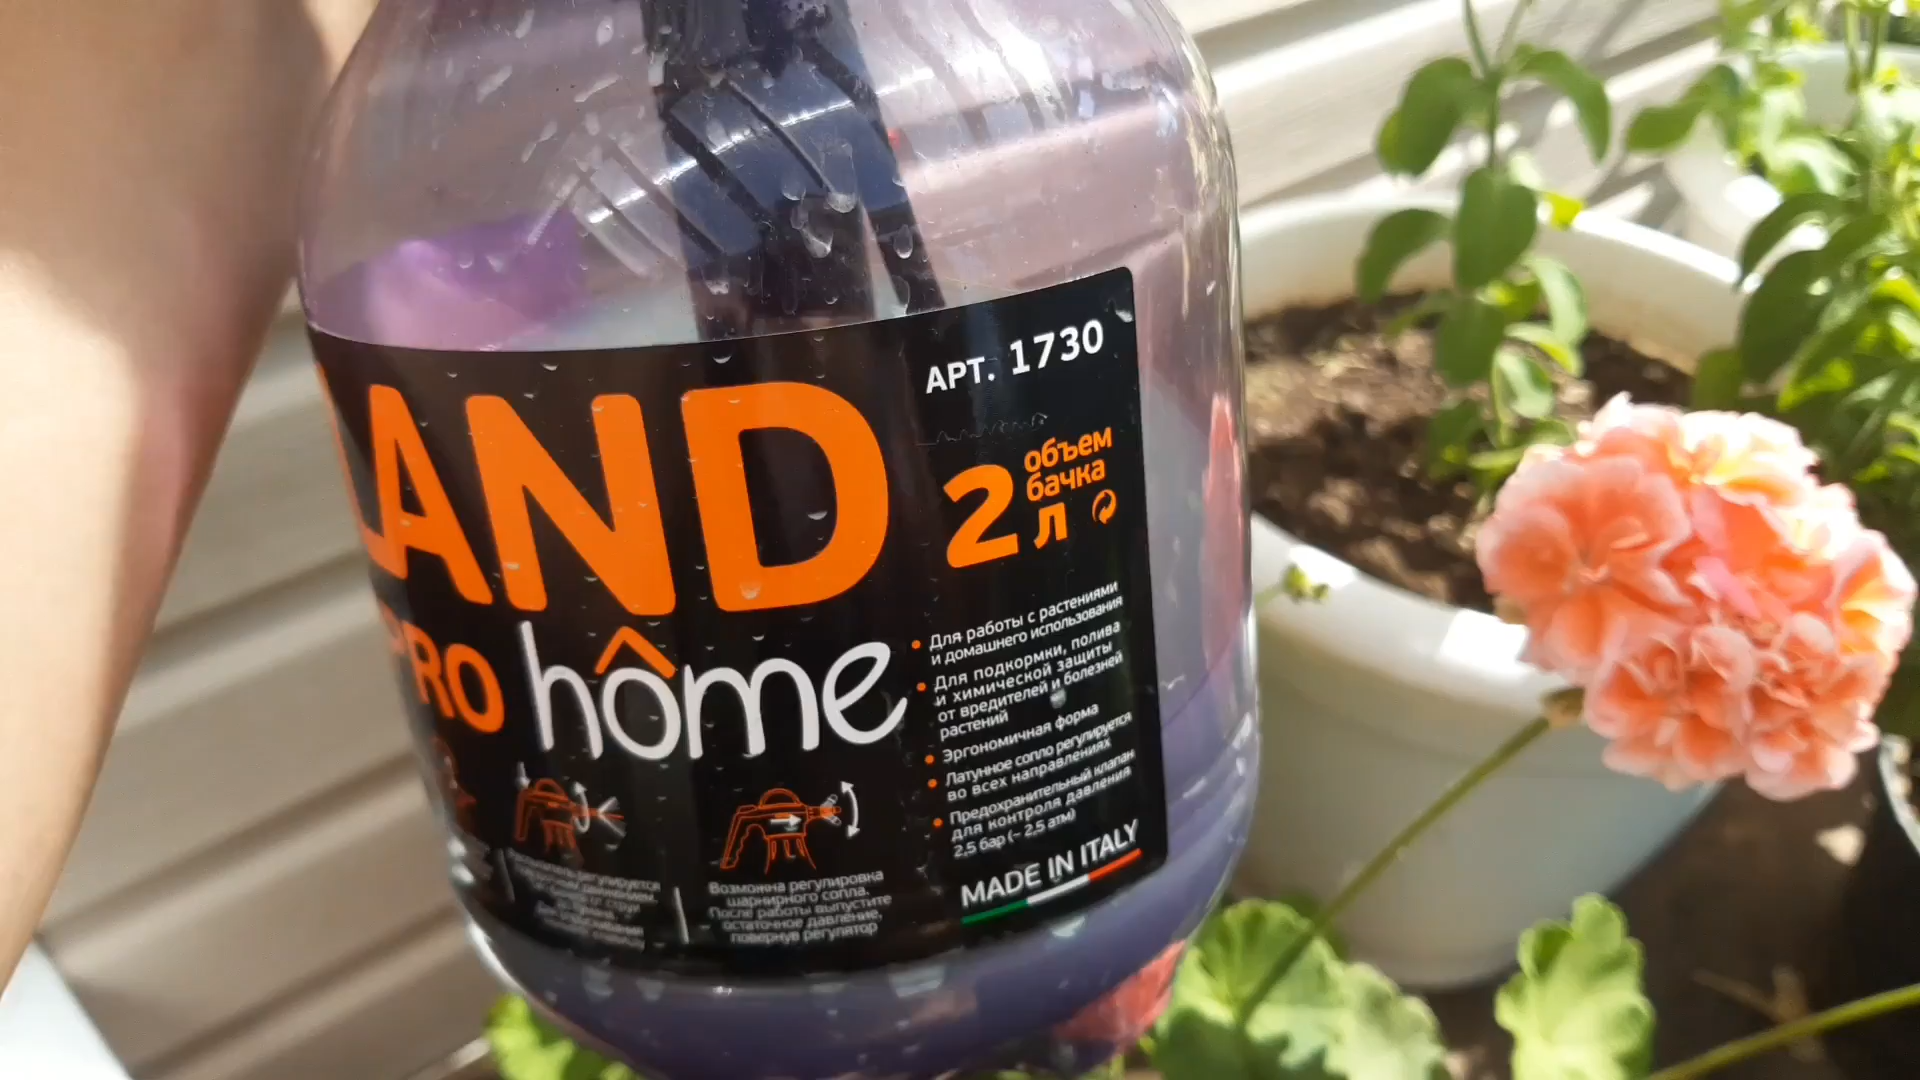 АРТ. 1730
LAND
2 л
объем
бачка
PRO hôme
• Для работы с растениями
и домашнего использования
• Для подкормки, полива
и химической защиты
от вредителей и болезней
растений
• Эргономичная форма
• Латунное сопло регулируется
во всех направлениях
• Предохранительный клапан
для контроля давления
2,5 бар (~ 2,5 атм)
MADE IN ITALY
регулируется
Возможна регулировка
шарнирного сопла.
После работы выпустите
остаточное давление,
повернув регулятор